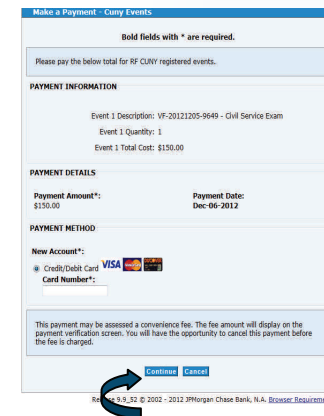 Make a Payment - Cuny Events
Bold fields with * are required.
Please pay the below total for RF CUNY registered events.
PAYMENT INFORMATION
Event 1 Description: VF-20121205-9649 - Civil Service Exam
Event 1 Quantity: 1
Event 1 Total Cost: $150.00
PAYMENT DETAILS
Payment Amount*: Payment Date:
$150.00 Dec-06-2012
PAYMENT METHOD
New Account*:
Credit/Debit Card VISA
Card Number*:
This payment may be assessed a convenience fee. The fee amount will display on the
payment verification screen. You will have the opportunity to cancel this payment before
the fee is charged.
Continue Cancel
9.9_52 © 2002 - 2012 JPMorgan Chase Bank, N.A. Browser